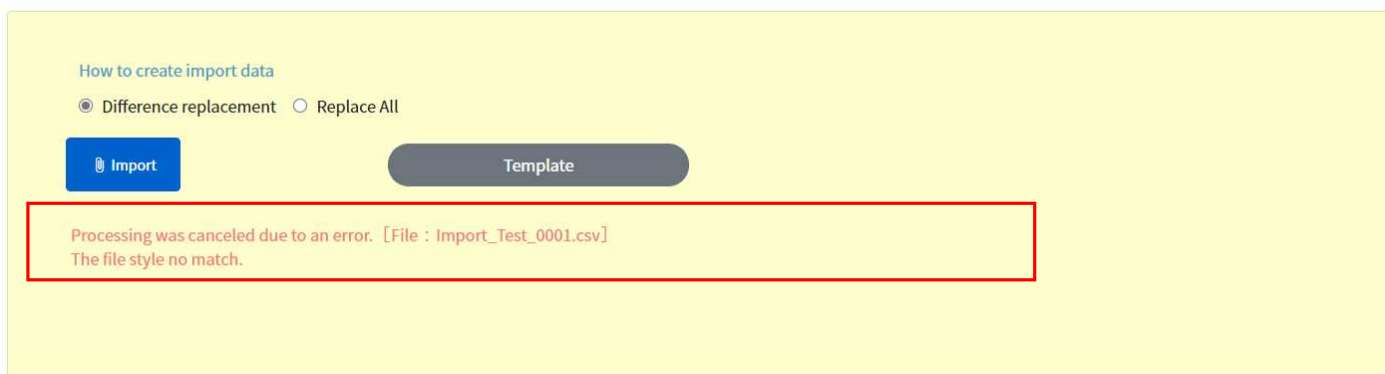 How to create import data
Difference replacement Replace All
Import Template
Processing was canceled due to an error.［File：Import_Test_0001.csv］
The file style no match.